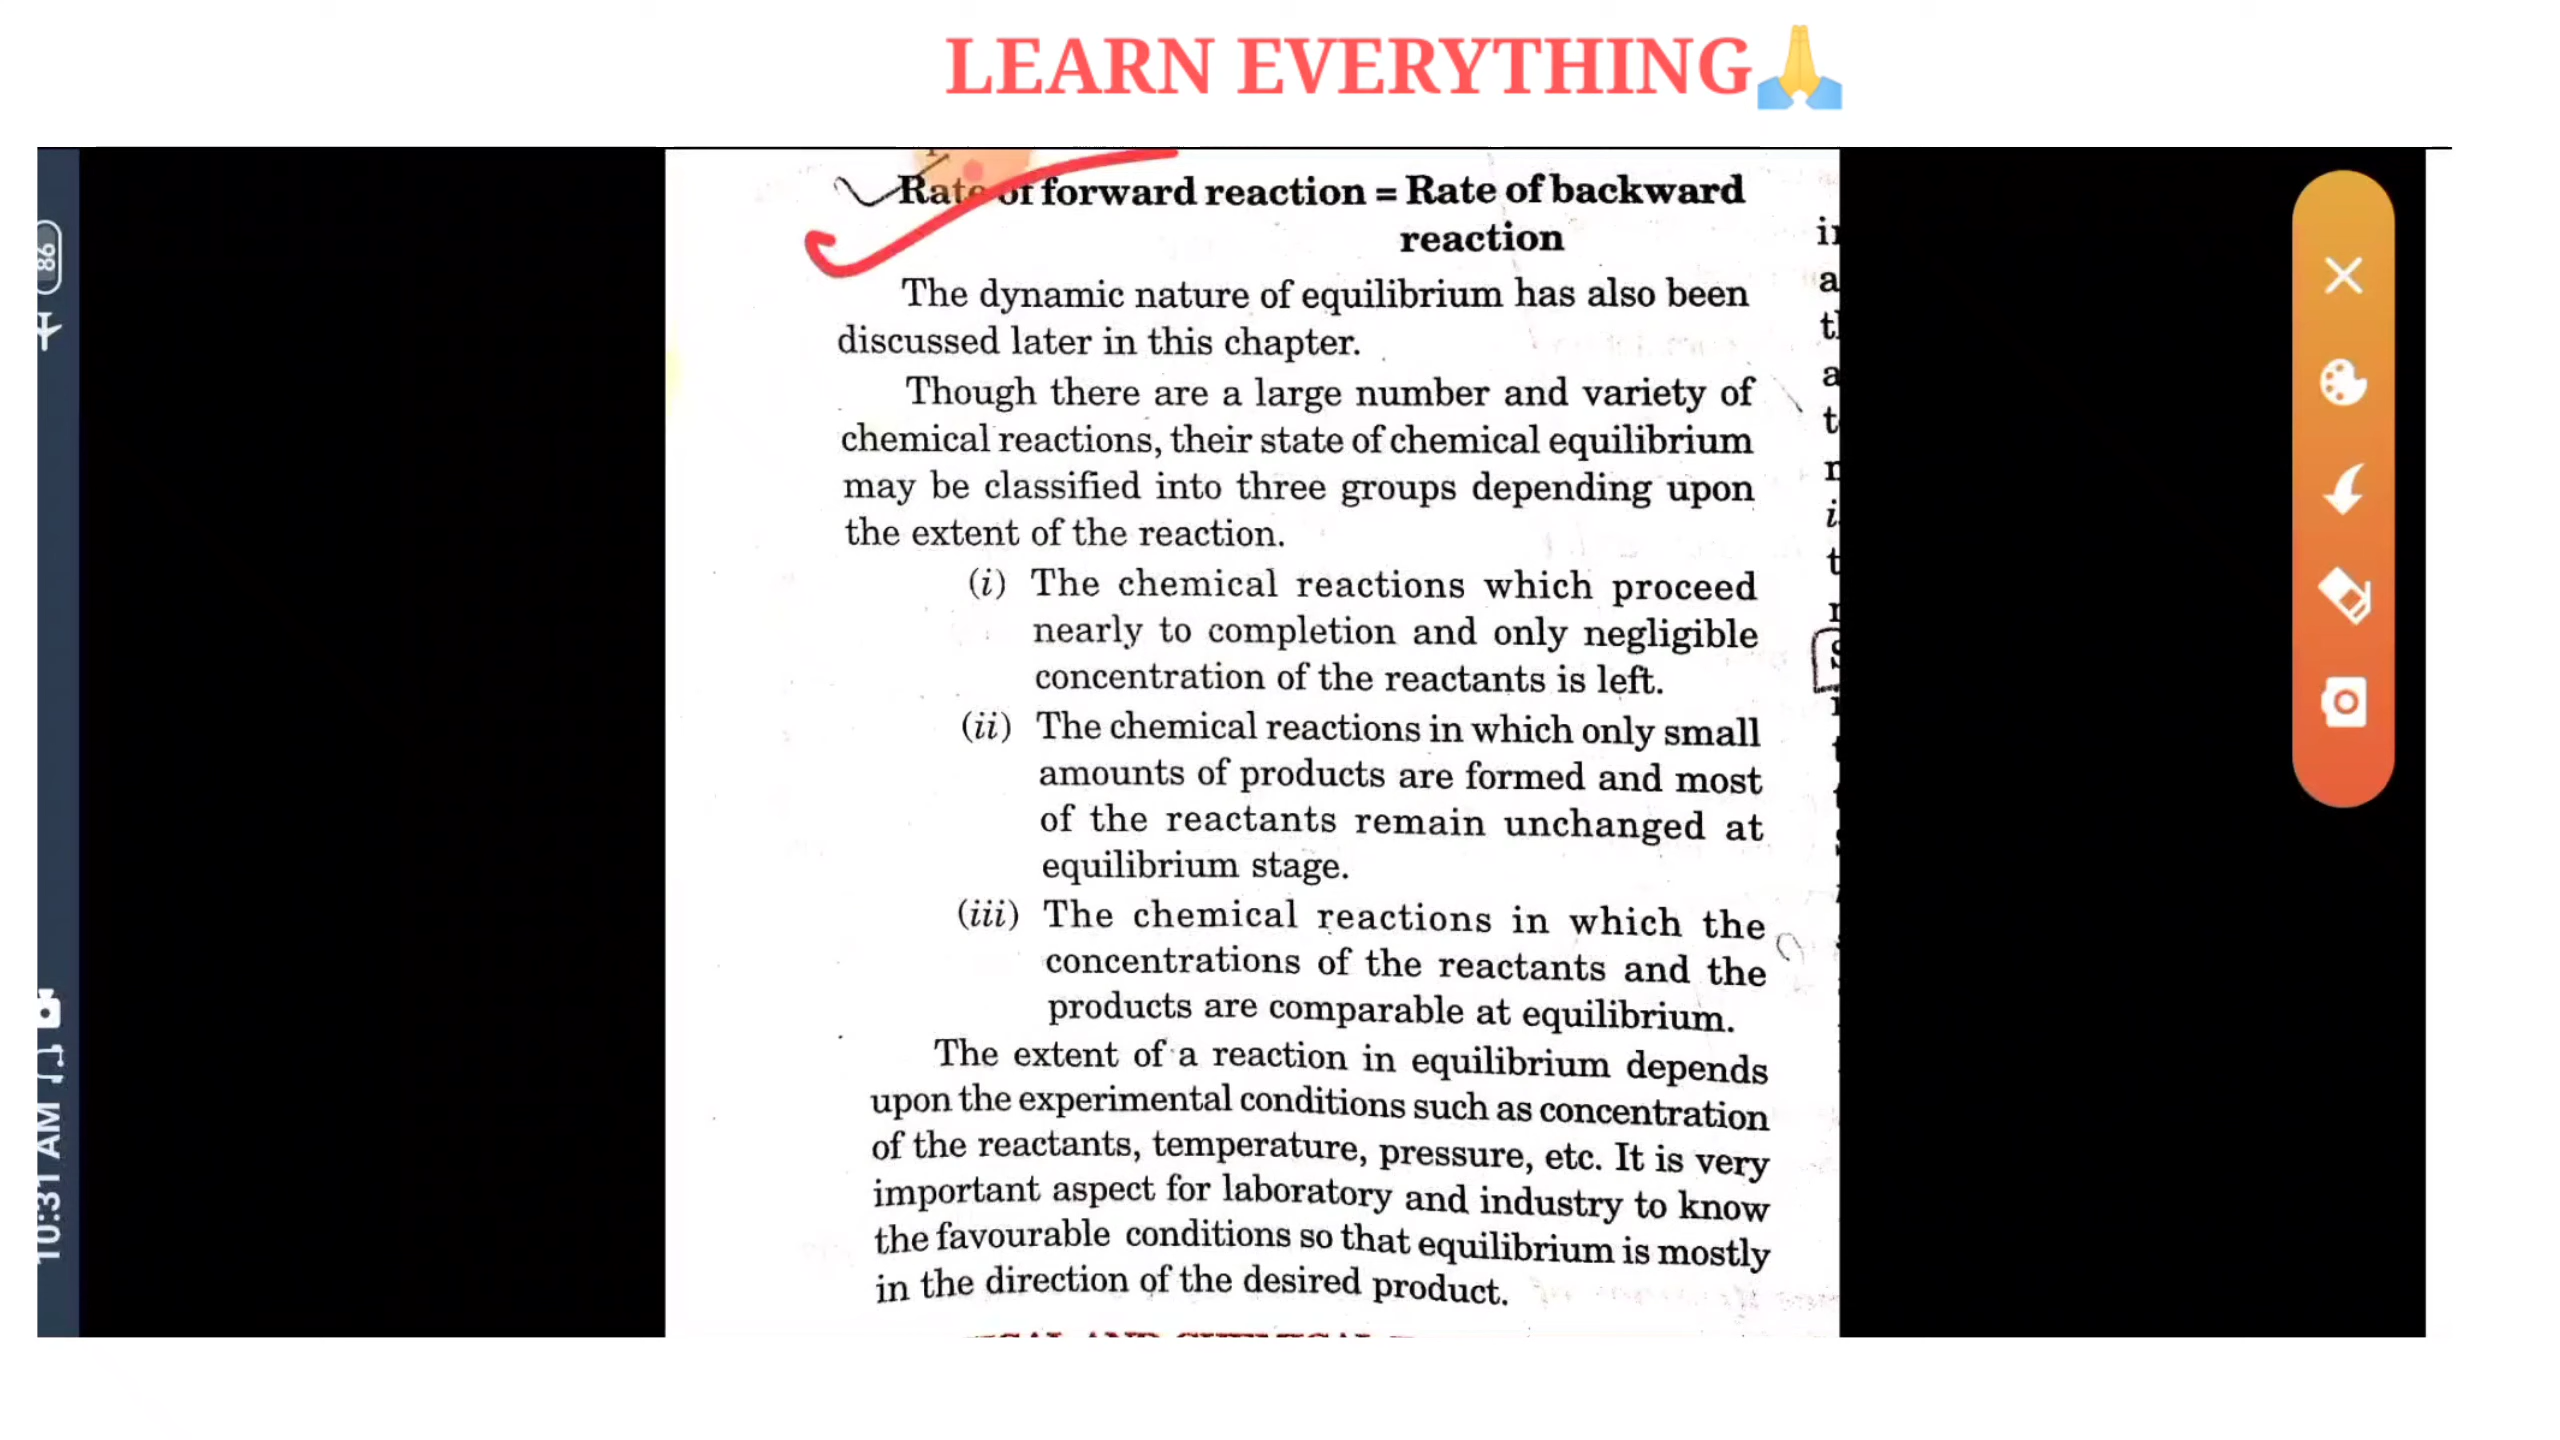 LEARN EVERYTHING🙏
Rate of forward reaction = Rate of backward
reaction
The dynamic nature of equilibrium has also been
discussed later in this chapter.
Though there are a large number and variety of
chemical reactions, their state of chemical equilibrium
may be classified into three groups depending upon
the extent of the reaction.
(i) The chemical reactions which proceed
nearly to completion and only negligible
concentration of the reactants is left.
(ii) The chemical reactions in which only small
amounts of products are formed and most
of the reactants remain unchanged at
equilibrium stage.
(iii) The chemical reactions in which the
concentrations of the reactants and the
products are comparable at equilibrium.
The extent of a reaction in equilibrium depends
upon the experimental conditions such as concentration
of the reactants, temperature, pressure, etc. It is very
important aspect for laboratory and industry to know
the favourable conditions so that equilibrium is mostly
in the direction of the desired product.
10:31 AM
98